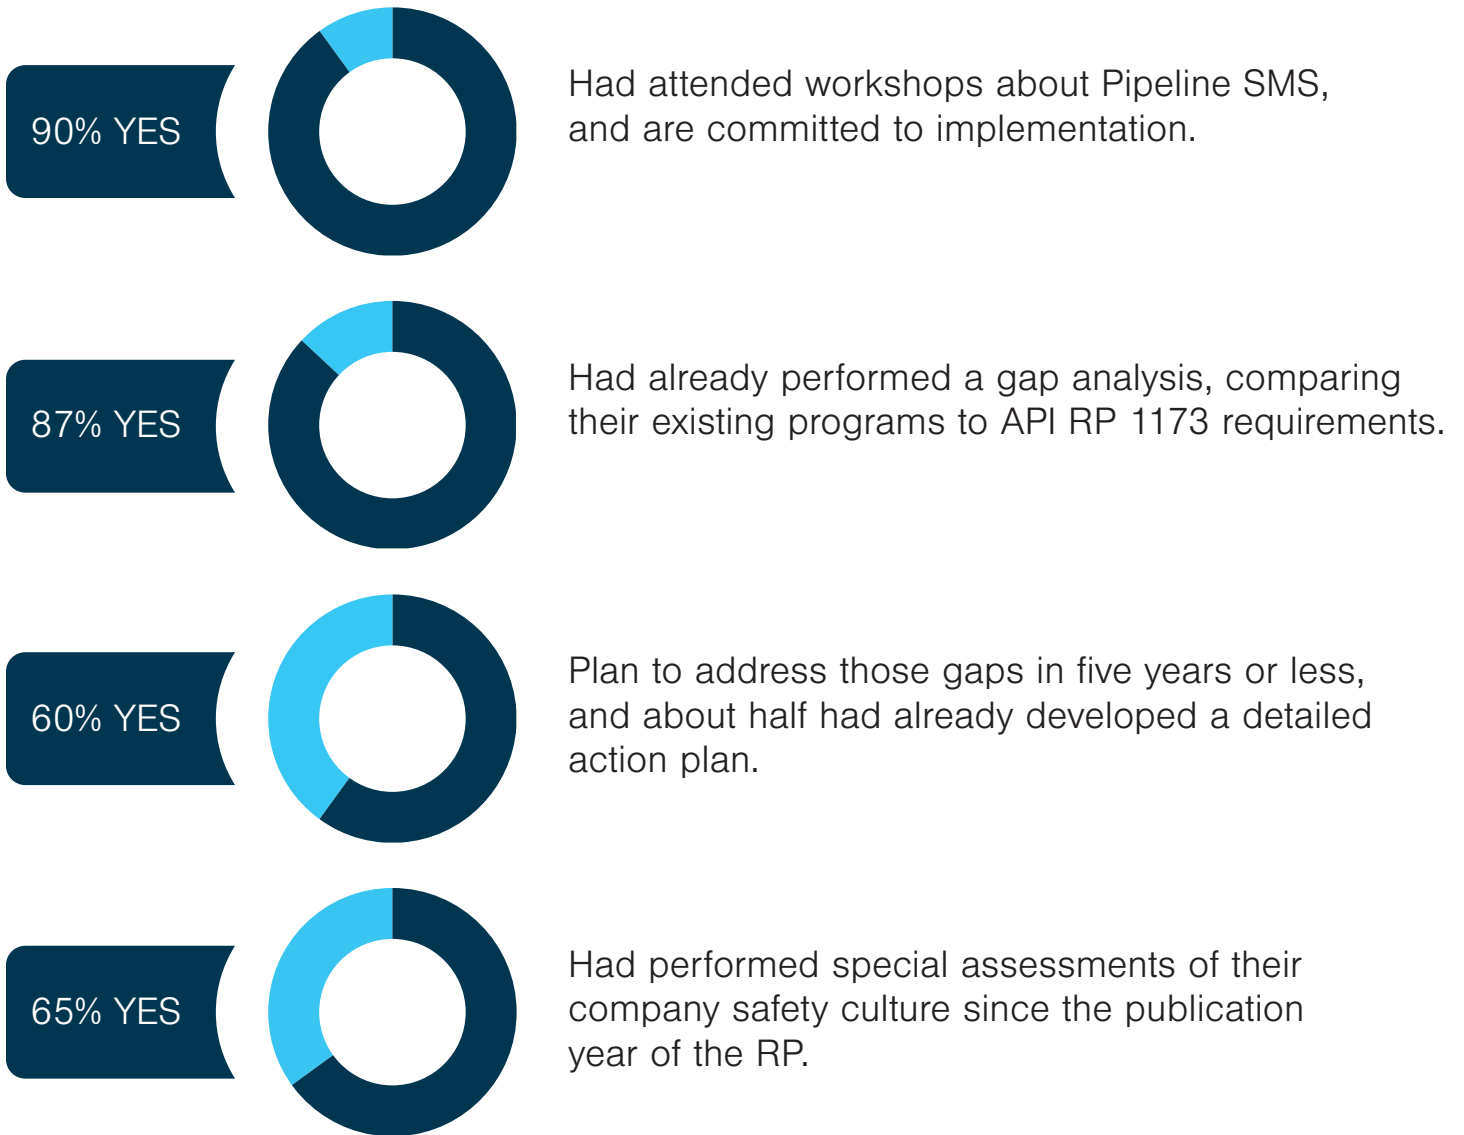 90% YES
Had attended workshops about Pipeline SMS,
and are committed to implementation.
87% YES
Had already performed a gap analysis, comparing
their existing programs to API RP 1173 requirements.
60% YES
Plan to address those gaps in five years or less,
and about half had already developed a detailed
action plan.
65% YES
Had performed special assessments of their
company safety culture since the publication
year of the RP.